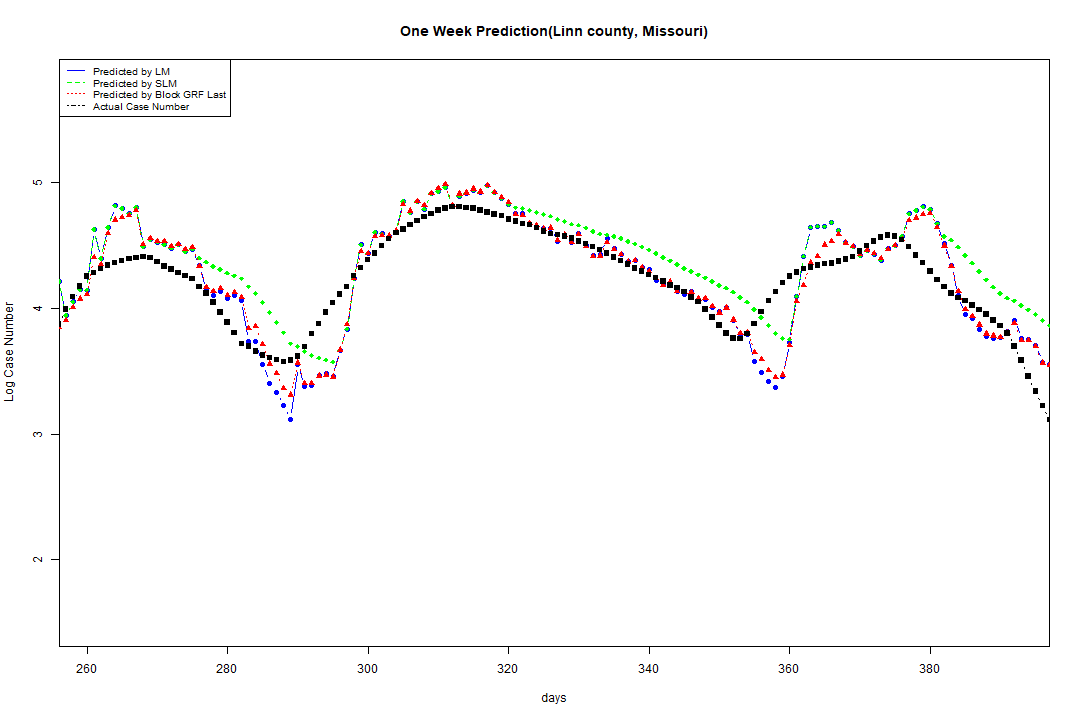 One Week Prediction(Linn county, Missouri)
Predicted by LM
Predicted by SLM
Predicted by Block GRF Last
Actual Case Number
5
4
3
2
Log Case Number
260 280 300 320 340 360 380
days